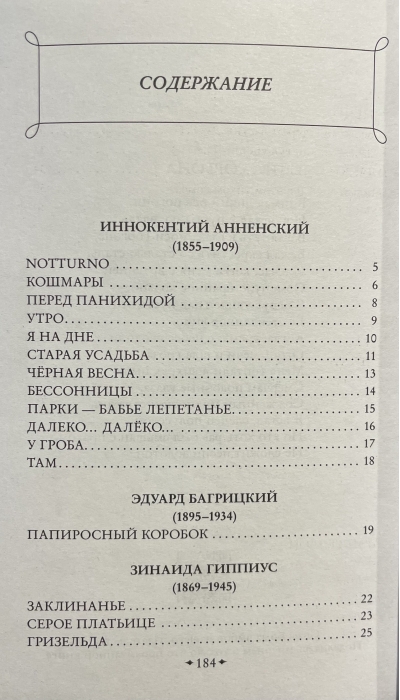 СОДЕРЖАНИЕ
ИННОКЕНТИЙ АННЕНСКИЙ
(1855–1909)
NOTTURNO 5
КОШМАРЫ 6
ПЕРЕД ПАНИХИДОЙ 8
УТРО 9
Я НА ДНЕ 10
СТАРАЯ УСАДЬБА 11
ЧЁРНАЯ ВЕСНА 13
БЕССОННИЦЫ 14
ПАРКИ — БАБЬЕ ЛЕПЕТАНЬЕ 15
ДАЛЕКО... ДАЛЁКО... 16
У ГРОБА 17
ТАМ 18
ЭДУАРД БАГРИЦКИЙ
(1895–1934)
ПАПИРОСНЫЙ КОРОБОК 19
ЗИНАИДА ГИППИУС
(1869–1945)
ЗАКЛИНАНЬЕ 22
СЕРОЕ ПЛАТЬИЦЕ 23
ГРИЗЕЛЬДА 25
184